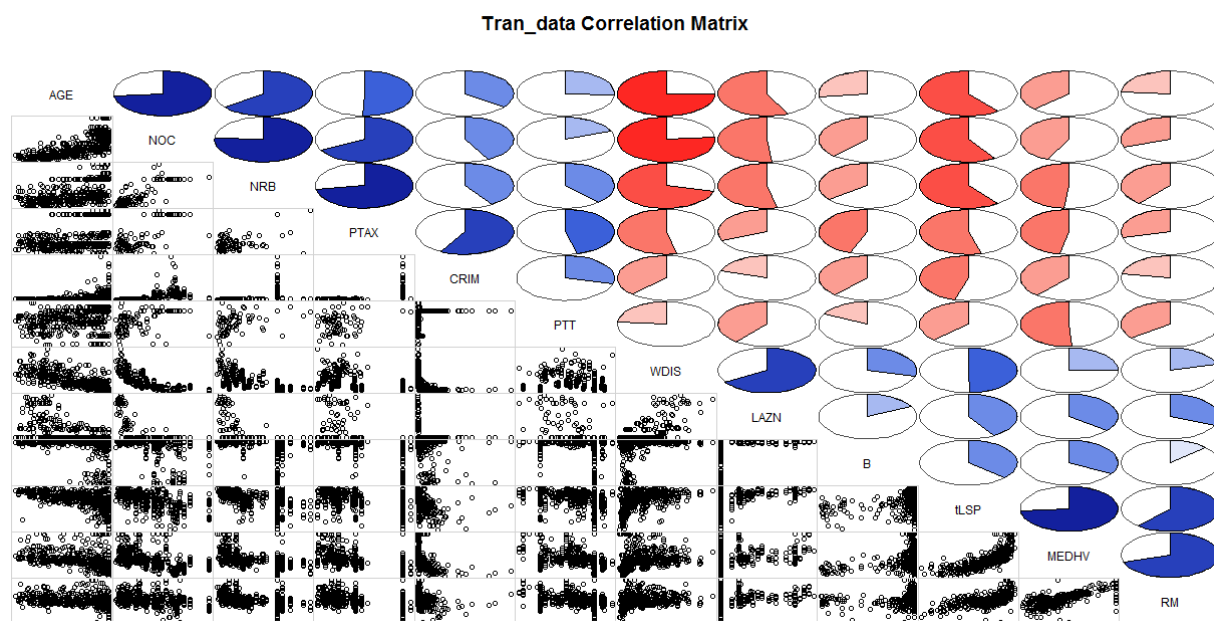 Tran_data Correlation Matrix
AGE
NOC
NRB
PTAX
CRIM
PTT
WDIS
LAZN
B
tLSP
MEDHV
RM